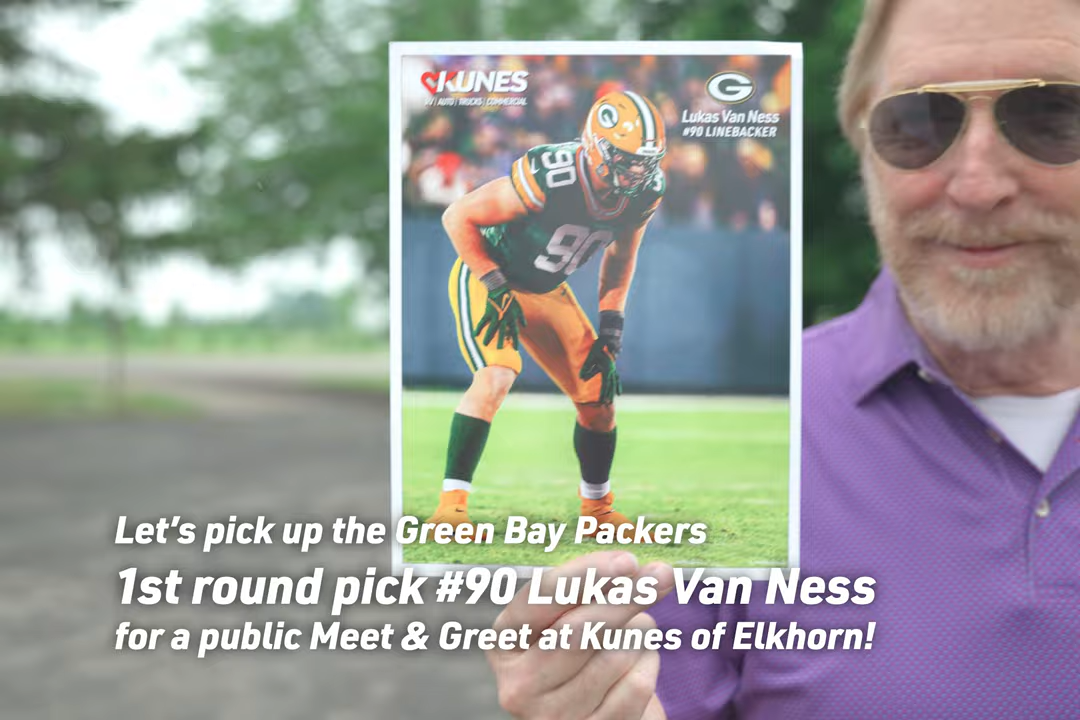 KUNES
RV | AUTO | TRUCKS | COMMERCIAL
G
Lukas Van Ness
#90 LINEBACKER
G
90
90
Let's pick up the Green Bay Packers
1st round pick #90 Lukas Van Ness
for a public Meet & Greet at Kunes of Elkhorn!